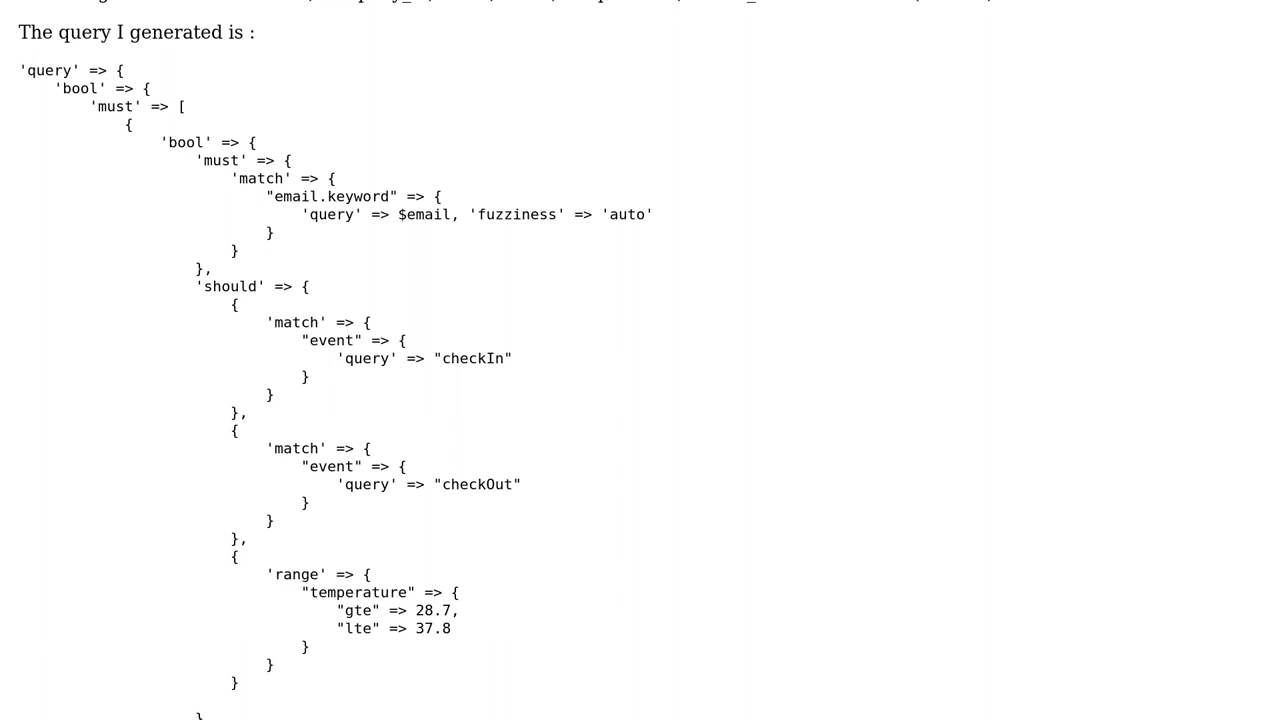 The query I generated is :
'query' => {
    'bool' => {
        'must' => [
            {
                'bool' => {
                    'must' => {
                        'match' => {
                            "email.keyword" => {
                                'query' => $email, 'fuzziness' => 'auto'
                            }
                        }
                    },
                    'should' => {
                        {
                            'match' => {
                                "event" => {
                                    'query' => "checkIn"
                                }
                            }
                        },
                        {
                            'match' => {
                                "event" => {
                                    'query' => "checkOut"
                                }
                            }
                        },
                        {
                            'range' => {
                                "temperature" => {
                                    "gte" => 28.7,
                                    "lte" => 37.8
                                }
                            }
                        }
                    }